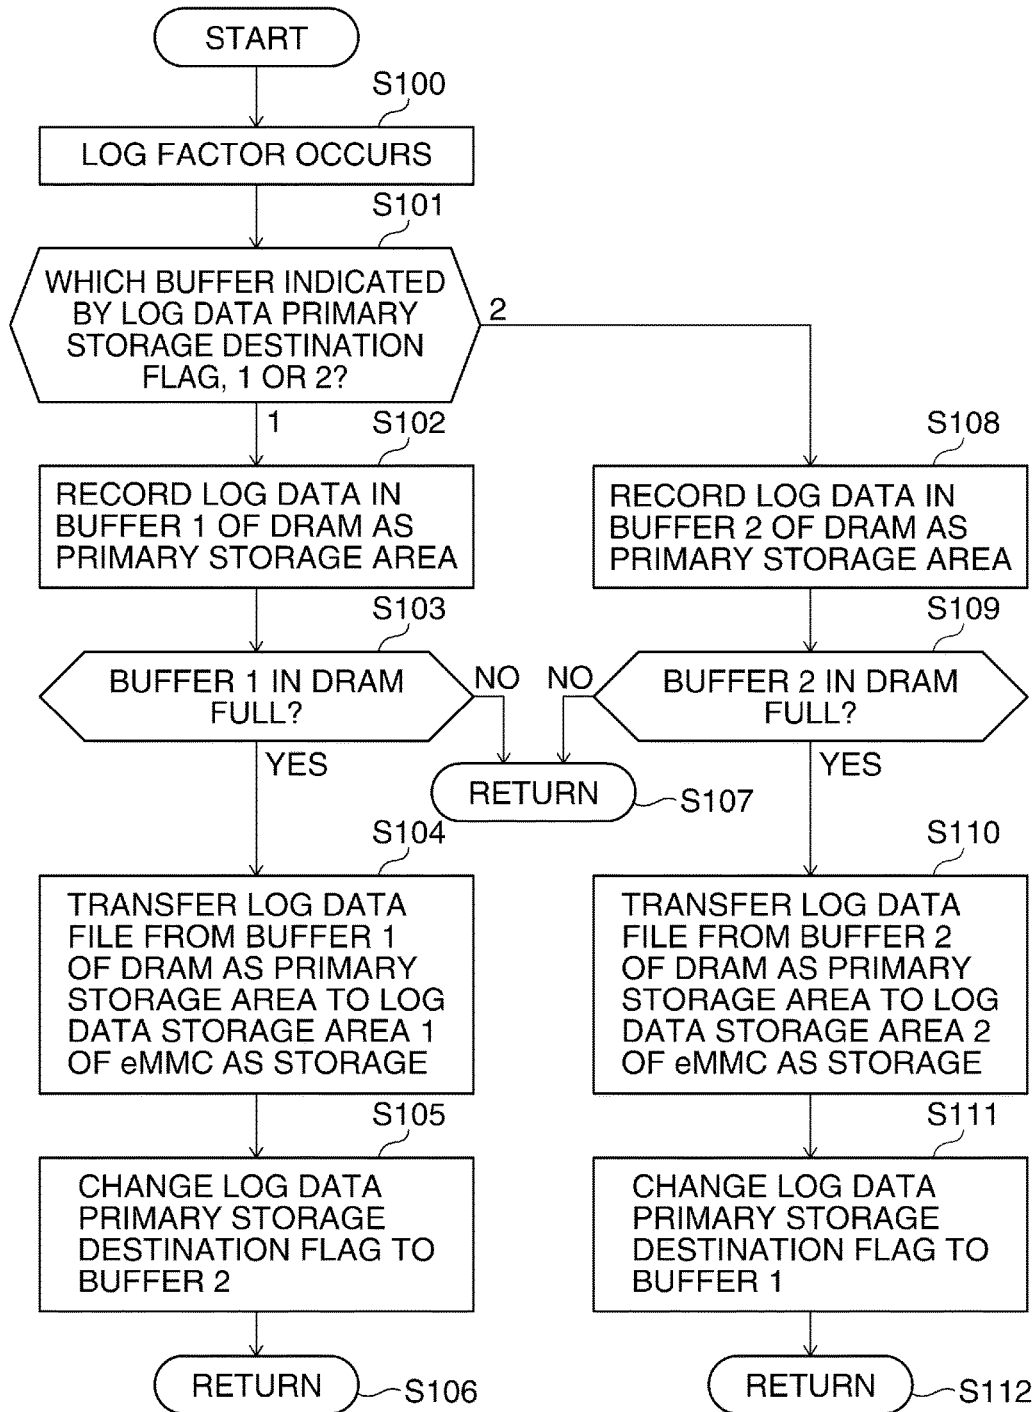 START
S100
LOG FACTOR OCCURS
S101
WHICH BUFFER INDICATED
BY LOG DATA PRIMARY
STORAGE DESTINATION
FLAG, 1 OR 2?
2
1
S102
RECORD LOG DATA IN
BUFFER 1 OF DRAM AS
PRIMARY STORAGE AREA
S108
RECORD LOG DATA IN
BUFFER 2 OF DRAM AS
PRIMARY STORAGE AREA
S103
BUFFER 1 IN DRAM
FULL?
NO
YES
S109
BUFFER 2 IN DRAM
FULL?
NO
YES
RETURN
S107
S104
TRANSFER LOG DATA
FILE FROM BUFFER 1
OF DRAM AS PRIMARY
STORAGE AREA TO LOG
DATA STORAGE AREA 1
OF eMMC AS STORAGE
S110
TRANSFER LOG DATA
FILE FROM BUFFER 2
OF DRAM AS PRIMARY
STORAGE AREA TO LOG
DATA STORAGE AREA 2
OF eMMC AS STORAGE
S105
CHANGE LOG DATA
PRIMARY STORAGE
DESTINATION FLAG TO
BUFFER 2
S111
CHANGE LOG DATA
PRIMARY STORAGE
DESTINATION FLAG TO
BUFFER 1
RETURN
S106
RETURN
S112